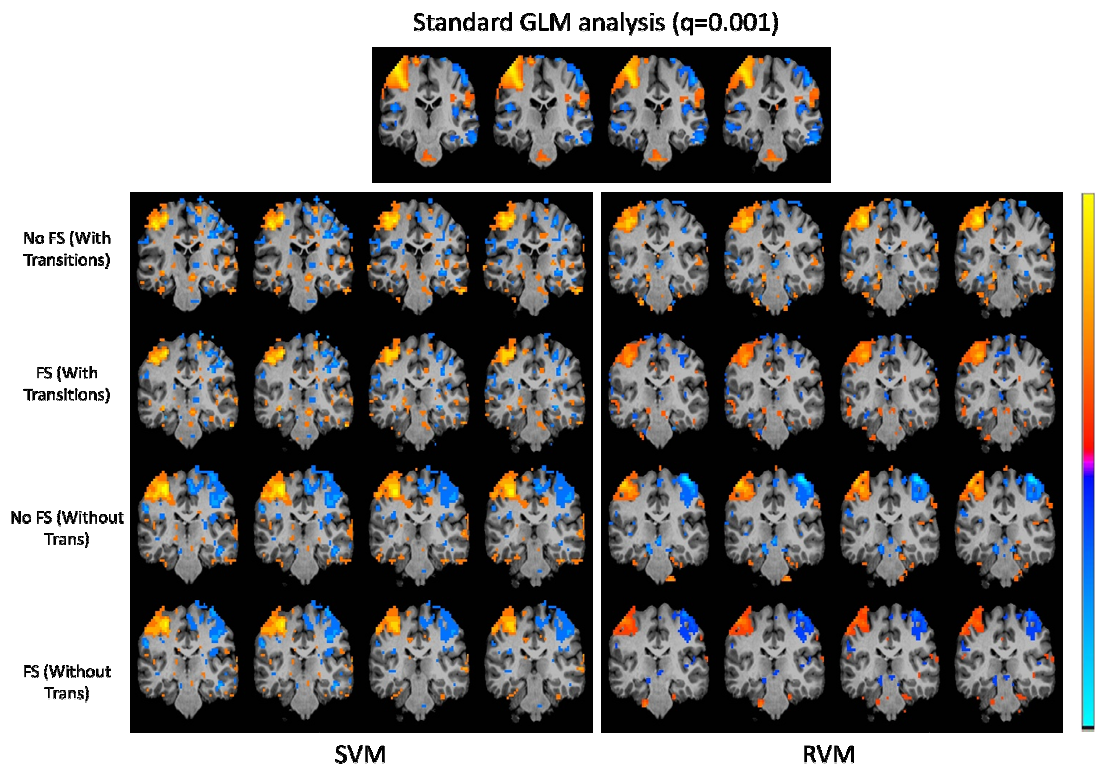 Standard GLM analysis (q=0.001)
No FS (With
Transitions)
FS (With
Transitions)
No FS (Without
Trans)
FS (Without
Trans)
SVM
RVM